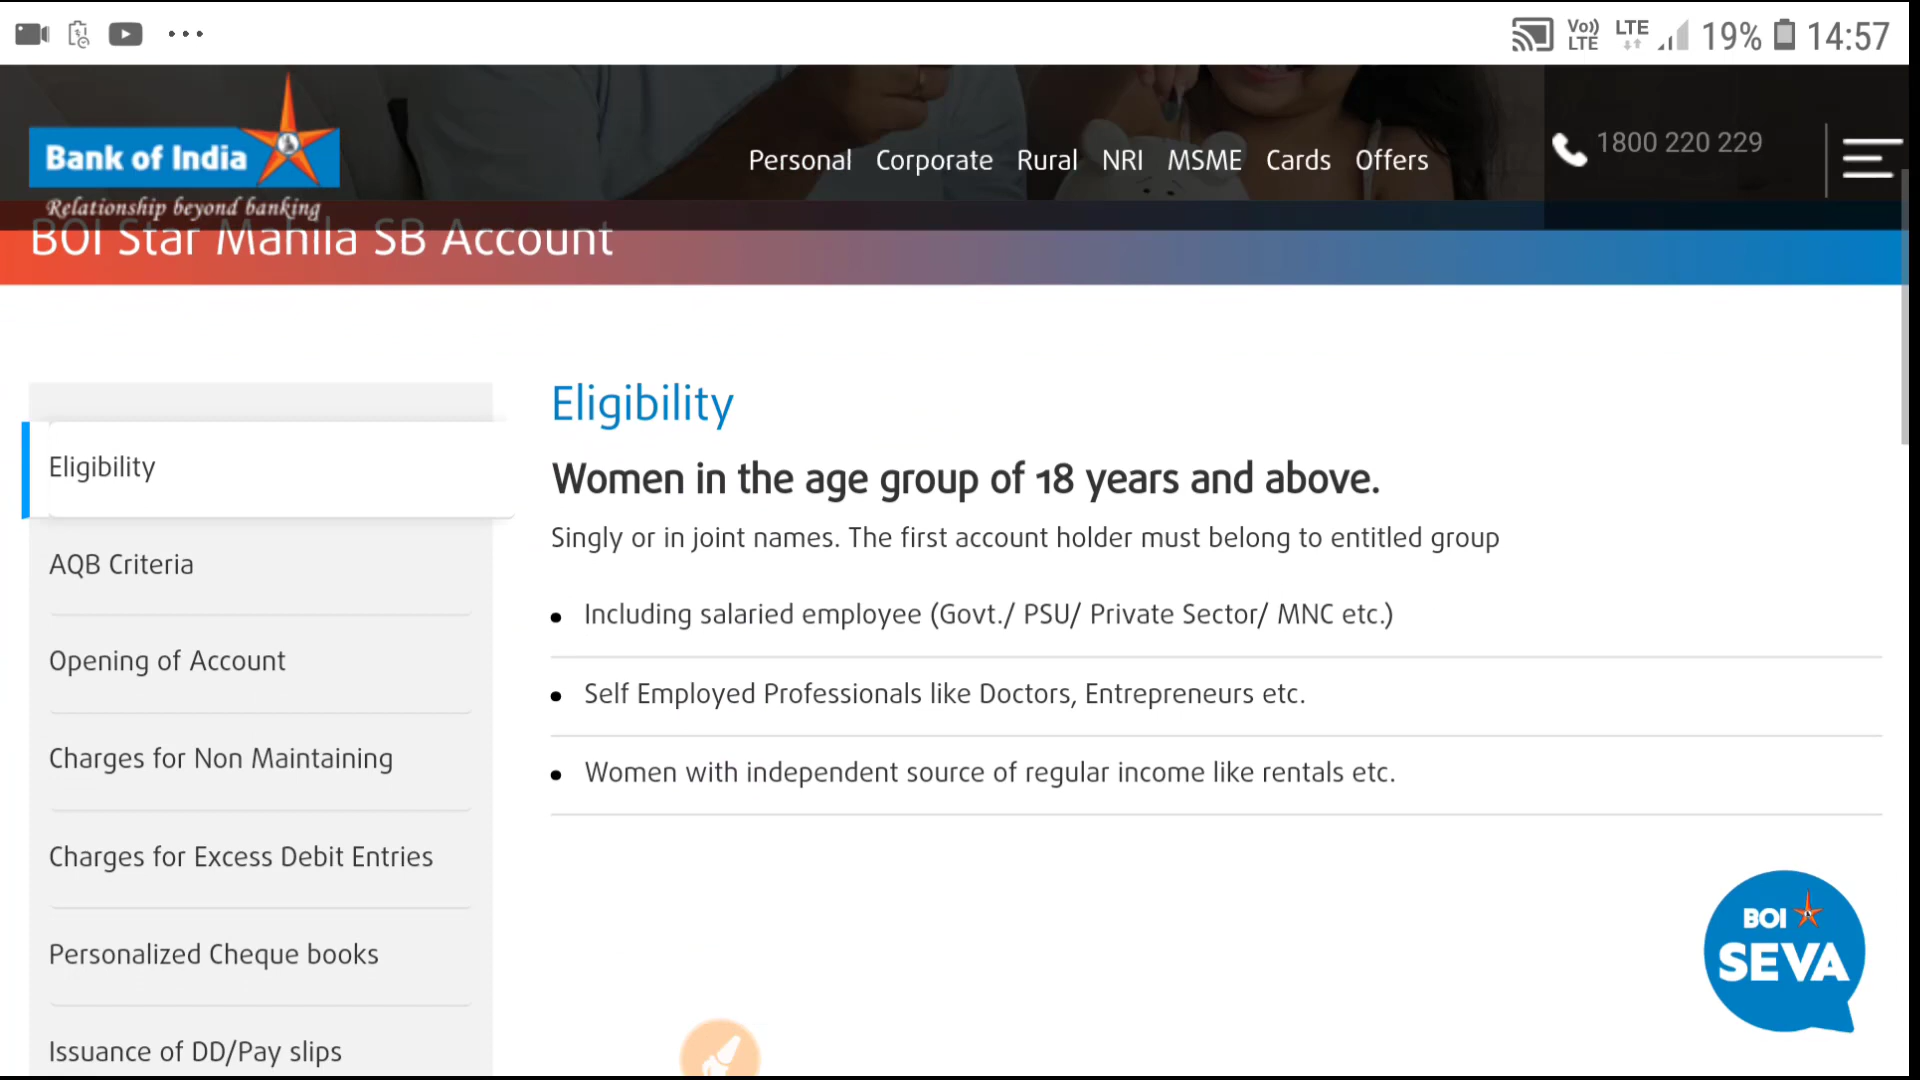 Vo))
LTE
LTE
19%
14:57
Bank of India
Relationship beyond banking
Personal Corporate Rural NRI MSME Cards Offers
1800 220 229
BOI Star Mahila SB Account
Eligibility
AQB Criteria
Opening of Account
Charges for Non Maintaining
Charges for Excess Debit Entries
Personalized Cheque books
Issuance of DD/Pay slips
Eligibility
Women in the age group of 18 years and above.
Singly or in joint names. The first account holder must belong to entitled group
• Including salaried employee (Govt./ PSU/ Private Sector/ MNC etc.)
• Self Employed Professionals like Doctors, Entrepreneurs etc.
• Women with independent source of regular income like rentals etc.
BOI
SEVA